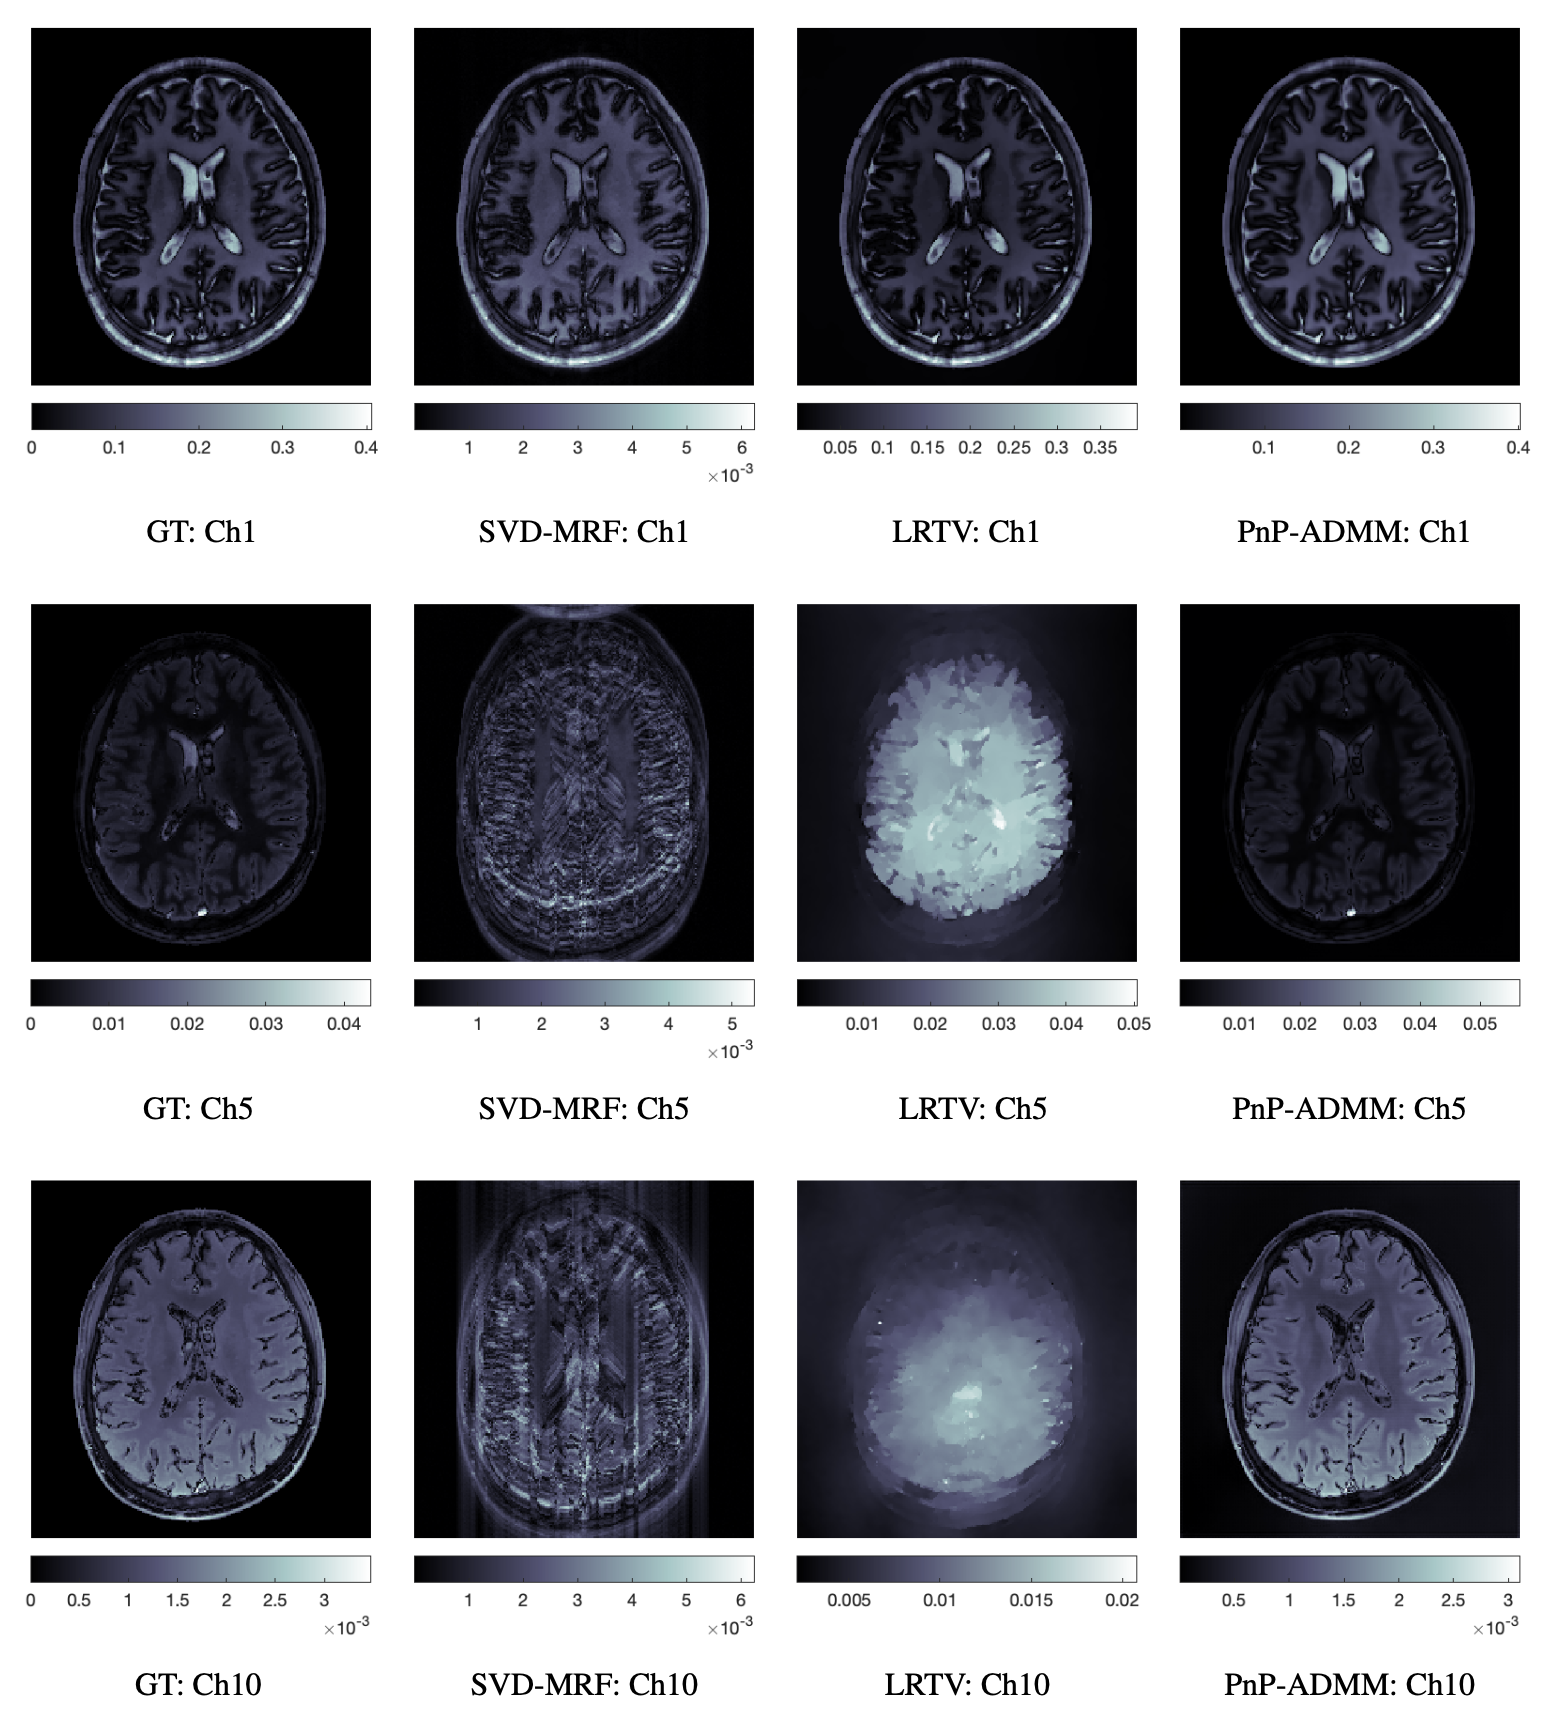 0 0.1 0.2 0.3 0.4
1 2 3 4 5 6
×10-3
0.05 0.1 0.15 0.2 0.25 0.3 0.35
0.1 0.2 0.3 0.4
GT: Ch1
SVD-MRF: Ch1
LRTV: Ch1
PnP-ADMM: Ch1
0 0.01 0.02 0.03 0.04
1 2 3 4 5
×10-3
0.01 0.02 0.03 0.04 0.05
0.01 0.02 0.03 0.04 0.05
GT: Ch5
SVD-MRF: Ch5
LRTV: Ch5
PnP-ADMM: Ch5
0 0.5 1 1.5 2 2.5 3
×10-3
1 2 3 4 5 6
×10-3
0.005 0.01 0.015 0.02
0.5 1 1.5 2 2.5 3
×10-3
GT: Ch10
SVD-MRF: Ch10
LRTV: Ch10
PnP-ADMM: Ch10